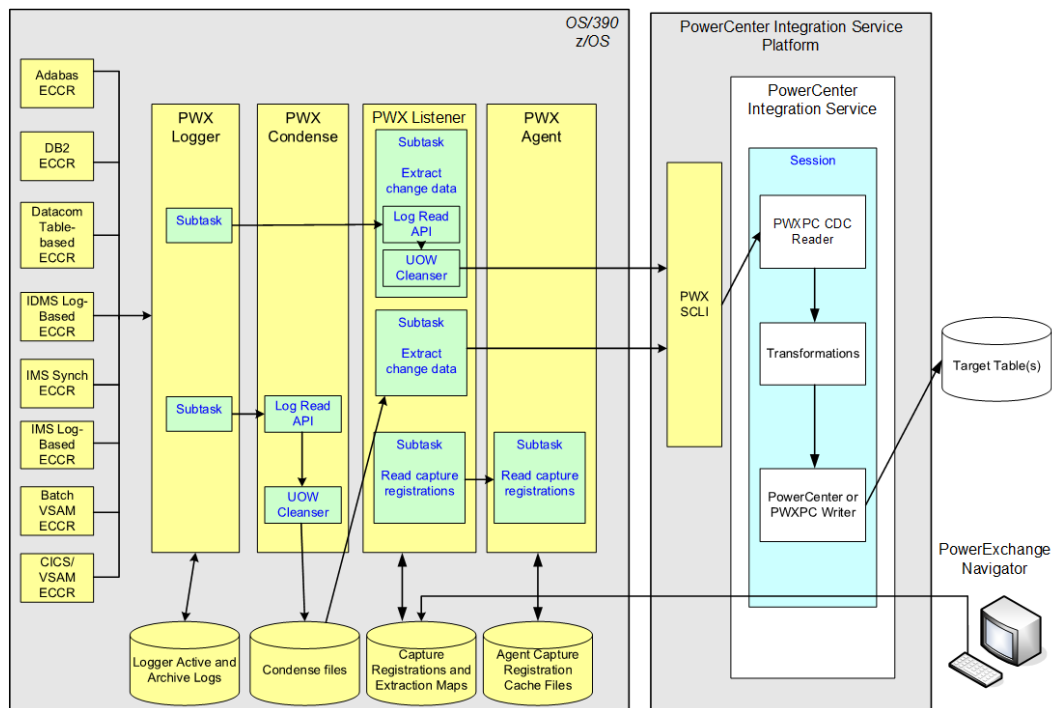 OS/390
z/OS
PowerCenter Integration Service
Platform
Adabas
ECCR
DB2
ECCR
Datacom
Table-
based
ECCR
IDMS Log-
Based
ECCR
IMS Synch
ECCR
IMS Log-
Based
ECCR
Batch
VSAM
ECCR
CICS/
VSAM
ECCR
PWX
Logger
Subtask
Subtask
PWX
Condense
Log Read
API
UOW
Cleanser
PWX Listener
Subtask
Extract
change data
Log Read
API
UOW
Cleanser
Subtask
Extract
change data
Subtask
Read capture
registrations
PWX
Agent
Subtask
Read capture
registrations
Logger Active and
Archive Logs
Condense files
Capture
Registrations and
Extraction Maps
Agent Capture
Registration
Cache Files
PWX
SCLI
PowerCenter
Integration Service
Session
PWXPC CDC
Reader
Transformations
PowerCenter or
PWXPC Writer
Target Table(s)
PowerExchange
Navigator